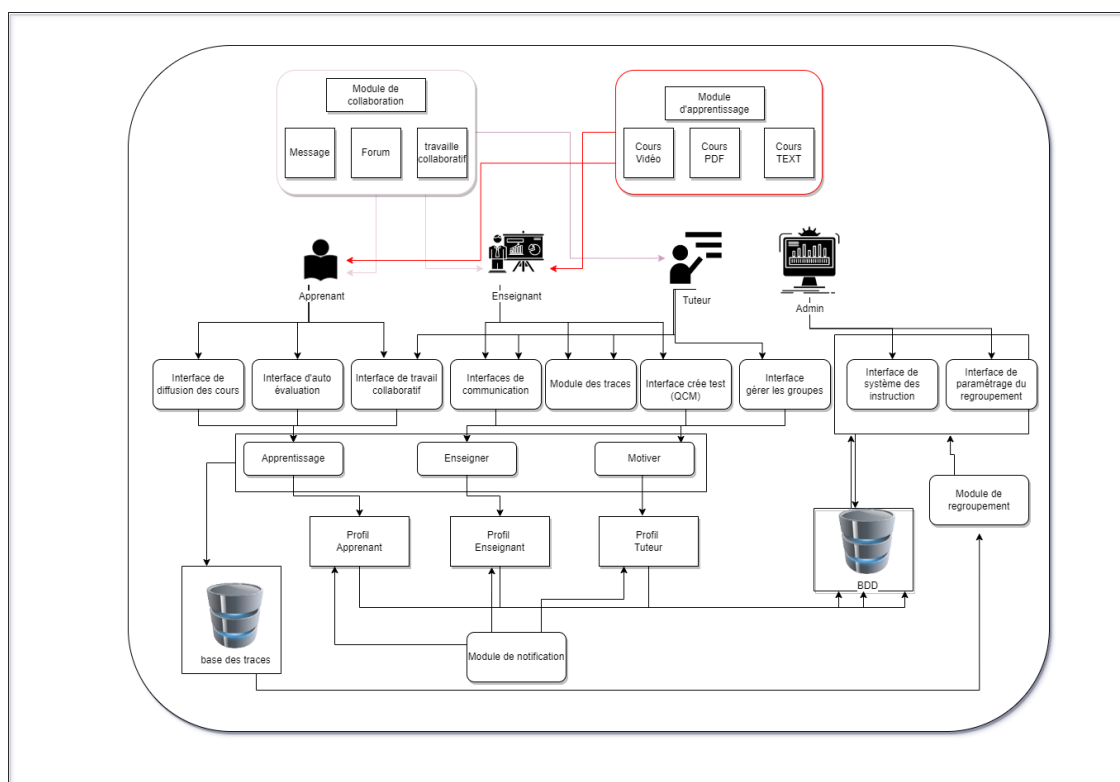 Module de
collaboration
Message
Forum
travaille
collaboratif
Module
d'apprentissage
Cours
Vidéo
Cours
PDF
Cours
TEXT
Apprenant
Enseignant
Tuteur
Admin
Interface de
diffusion des cours
Interface d'auto
évaluation
Interface de travail
collaboratif
Interfaces de
communication
Module des traces
Interface crée test
(QCM)
Interface
gérer les groupes
Interface de
système des
instruction
Interface de
paramétrage du
regroupement
Apprentissage
Enseigner
Motiver
Module de
regroupement
Profil
Apprenant
Profil
Enseignant
Profil
Tuteur
BDD
base des traces
Module de notification